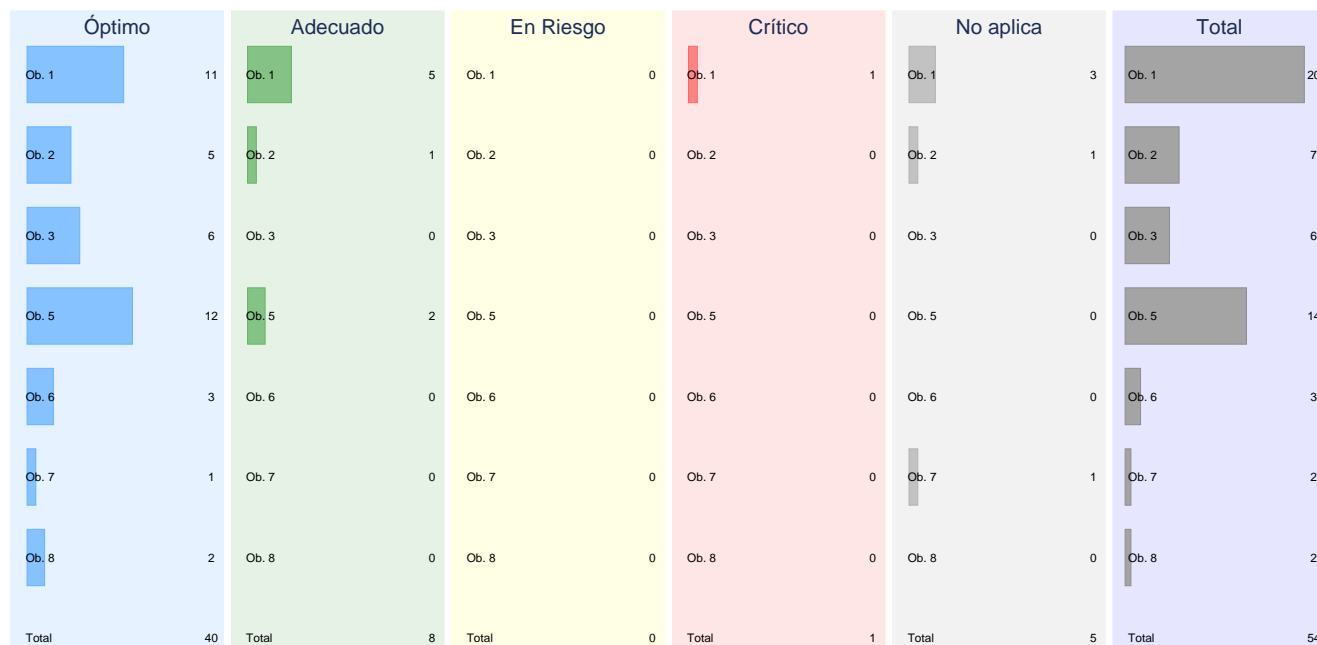 Óptimo Adecuado En Riesgo Crítico No aplica Total
Ob. 1 11 Ob. 1 5 Ob. 1 0 Ob. 1 1 Ob. 1 3 Ob. 1 20
Ob. 2 5 Ob. 2 1 Ob. 2 0 Ob. 2 0 Ob. 2 1 Ob. 2 7
Ob. 3 6 Ob. 3 0 Ob. 3 0 Ob. 3 0 Ob. 3 0 Ob. 3 6
Ob. 5 12 Ob. 5 2 Ob. 5 0 Ob. 5 0 Ob. 5 0 Ob. 5 14
Ob. 6 3 Ob. 6 0 Ob. 6 0 Ob. 6 0 Ob. 6 0 Ob. 6 3
Ob. 7 1 Ob. 7 0 Ob. 7 0 Ob. 7 0 Ob. 7 1 Ob. 7 2
Ob. 8 2 Ob. 8 0 Ob. 8 0 Ob. 8 0 Ob. 8 0 Ob. 8 2
Total 40 Total 8 Total 0 Total 1 Total 5 Total 54